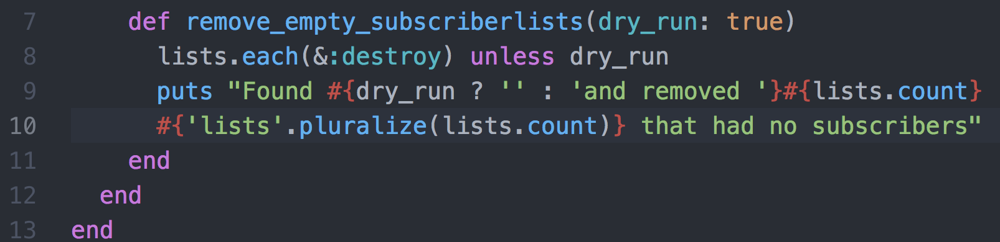 7 def remove_empty_subscriberlists(dry_run: true)
8 lists.each(&:destroy) unless dry_run
9 puts "Found #{dry_run ? '' : 'and removed '}#{lists.count}
10 #{'lists'.pluralize(lists.count)} that had no subscribers"
11 end
12 end
13 end